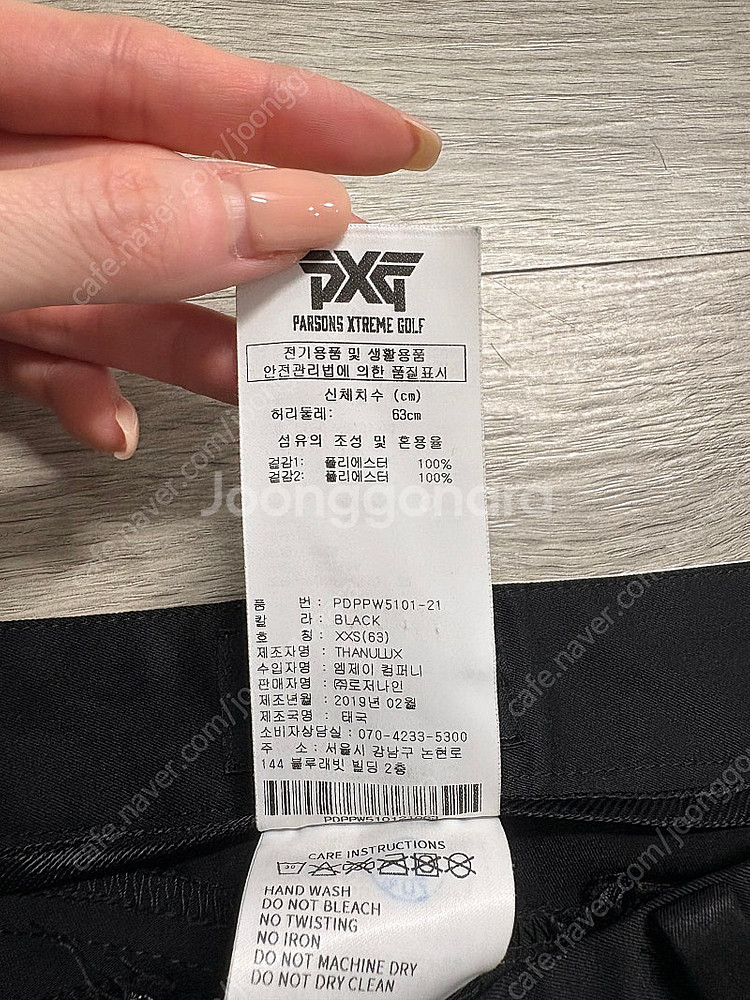 PXG
PARSONS XTREME GOLF
전기용품 및 생활용품
안전관리법에 의한 품질표시
신체치수 (cm)
허리둘레: 63cm
섬유의 조성 및 혼용율
겉감1: 폴리에스터 100%
겉감2: 폴리에스터 100%
Joonggonara
품 번 : PDPPW5101-21
칼 라 : BLACK
호 칭 : XXS(63)
제조자명 : THANULUX
수입자명 : 엠제이 컴퍼니
판매자명 : ㈜로저나인
제조년월 : 2019년 02월
제조국명 : 태국
소비자상담실 : 070-4233-5300
주 소 : 서울시 강남구 논현로
144 블루래빗 빌딩 2층
CARE INSTRUCTIONS
HAND WASH
DO NOT BLEACH
NO TWISTING
NO IRON
DO NOT MACHINE DRY
DO NOT DRY CLEAN